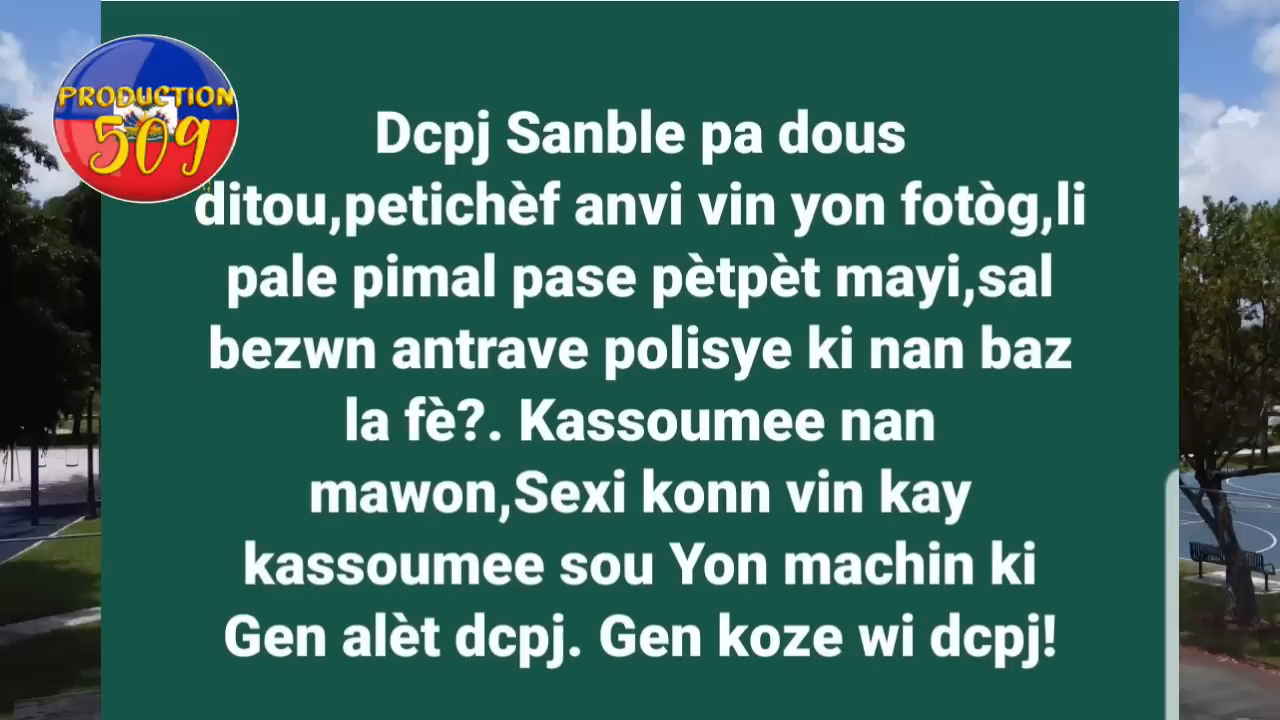 PRODUCTION
509
Dcpj Sanble pa dous
ditou,petichèf anvi vin yon fotòg,li
pale pimal pase pètpèt mayi,sal
bezwn antrave polisye ki nan baz
la fè?. Kassoumee nan
mawon,Sexi konn vin kay
kassoumee sou Yon machin ki
Gen alèt dcpj. Gen koze wi dcpj!